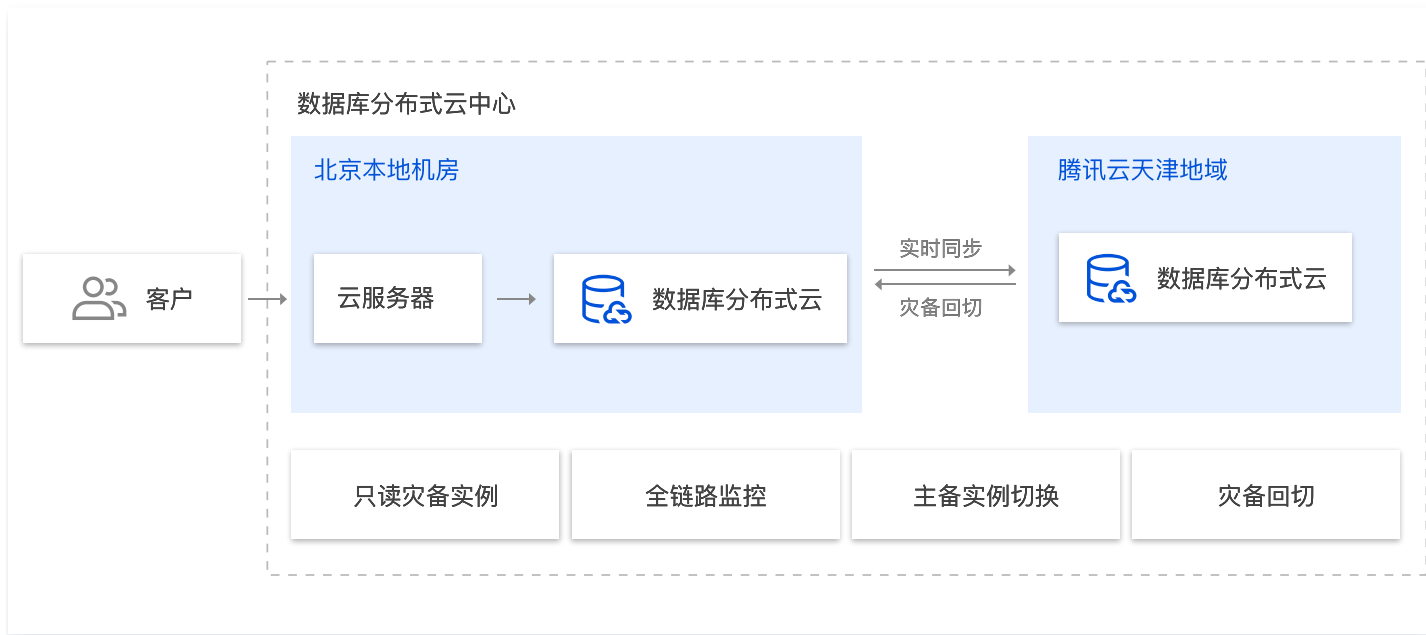 数据库分布式云中心
北京本地机房
腾讯云天津地域
客户
云服务器
数据库分布式云
实时同步
灾备回切
数据库分布式云
只读灾备实例
全链路监控
主备实例切换
灾备回切